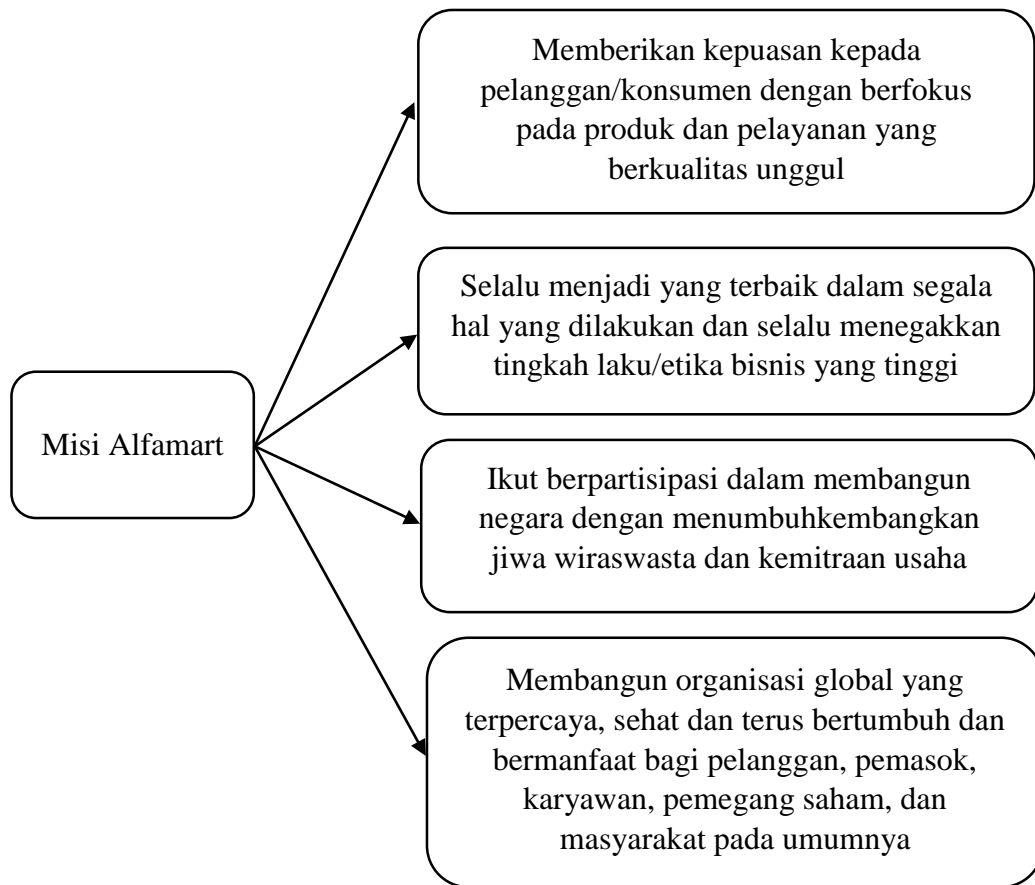 Memberikan kepuasan kepada
pelanggan/konsumen dengan berfokus
pada produk dan pelayanan yang
berkualitas unggul
Selalu menjadi yang terbaik dalam segala
hal yang dilakukan dan selalu menegakkan
tingkah laku/etika bisnis yang tinggi
Misi Alfamart
Ikut berpartisipasi dalam membangun
negara dengan menumbuhkembangkan
jiwa wiraswasta dan kemitraan usaha
Membangun organisasi global yang
terpercaya, sehat dan terus bertumbuh dan
bermanfaat bagi pelanggan, pemasok,
karyawan, pemegang saham, dan
masyarakat pada umumnya